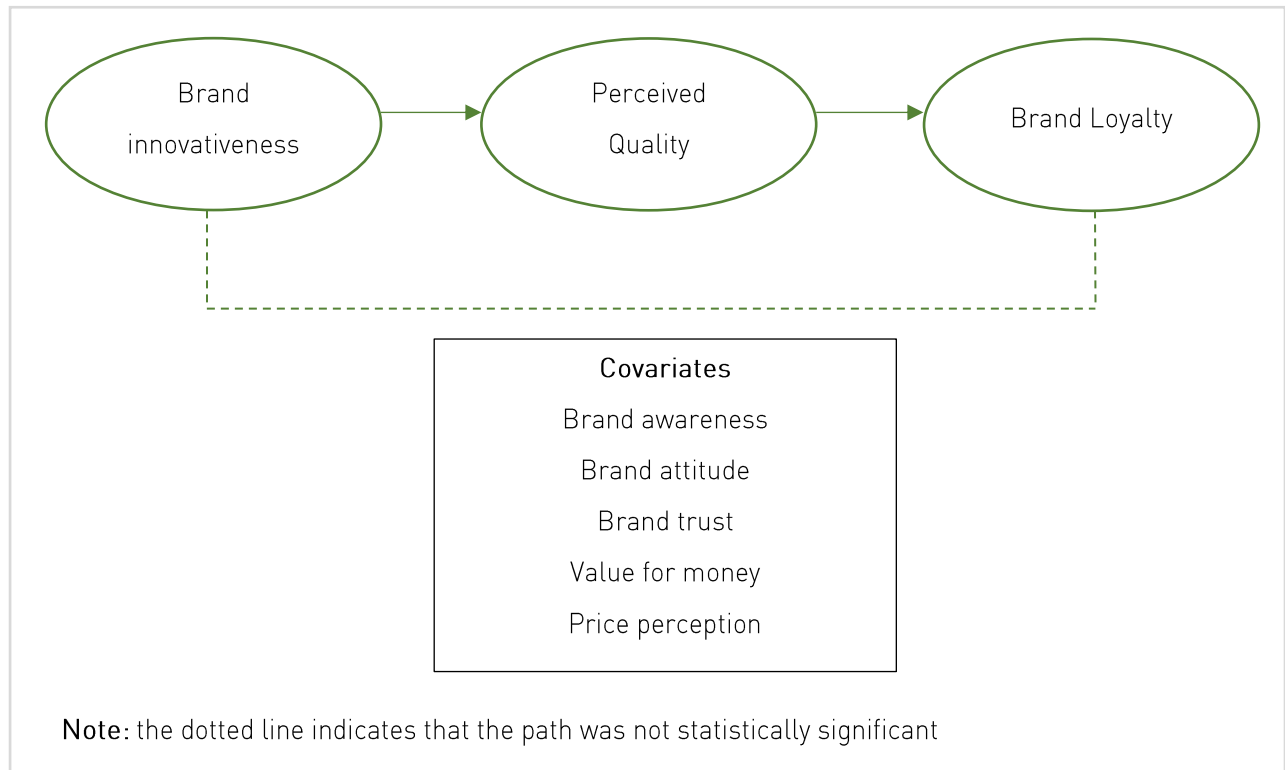 Brand
innovativeness
Perceived
Quality
Brand Loyalty
Covariates
Brand awareness
Brand attitude
Brand trust
Value for money
Price perception
Note: the dotted line indicates that the path was not statistically significant